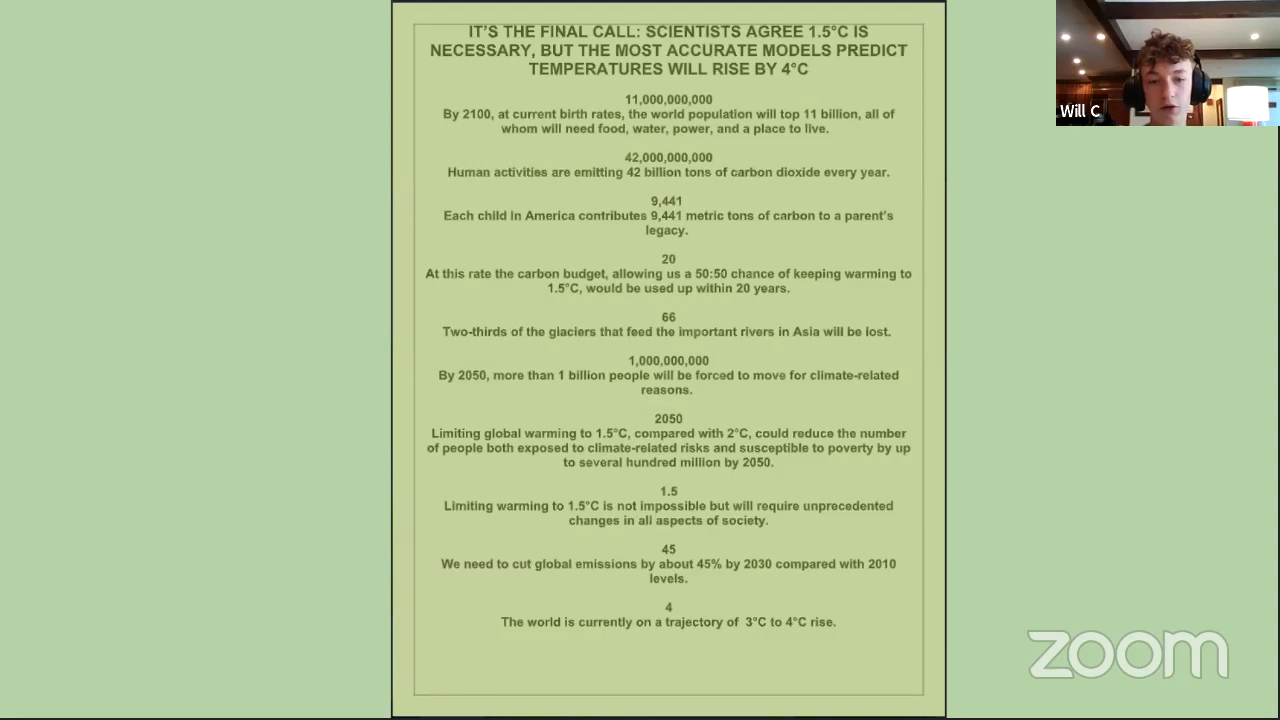 IT'S THE FINAL CALL: SCIENTISTS AGREE 1.5°C IS
NECESSARY, BUT THE MOST ACCURATE MODELS PREDICT
TEMPERATURES WILL RISE BY 4°C
11,000,000,000
By 2100, at current birth rates, the world population will top 11 billion, all of
whom will need food, water, power, and a place to live.
42,000,000,000
Human activities are emitting 42 billion tons of carbon dioxide every year.
9,441
Each child in America contributes 9,441 metric tons of carbon to a parent's
legacy.
20
At this rate the carbon budget, allowing us a 50:50 chance of keeping warming to
1.5°C, would be used up within 20 years.
66
Two-thirds of the glaciers that feed the important rivers in Asia will be lost.
1,000,000,000
By 2050, more than 1 billion people will be forced to move for climate-related
reasons.
2050
Limiting global warming to 1.5°C, compared with 2°C, could reduce the number
of people both exposed to climate-related risks and susceptible to poverty by up
to several hundred million by 2050.
1.5
Limiting warming to 1.5°C is not impossible but will require unprecedented
changes in all aspects of society.
45
We need to cut global emissions by about 45% by 2030 compared with 2010
levels.
4
The world is currently on a trajectory of 3°C to 4°C rise.
Will C
zoom